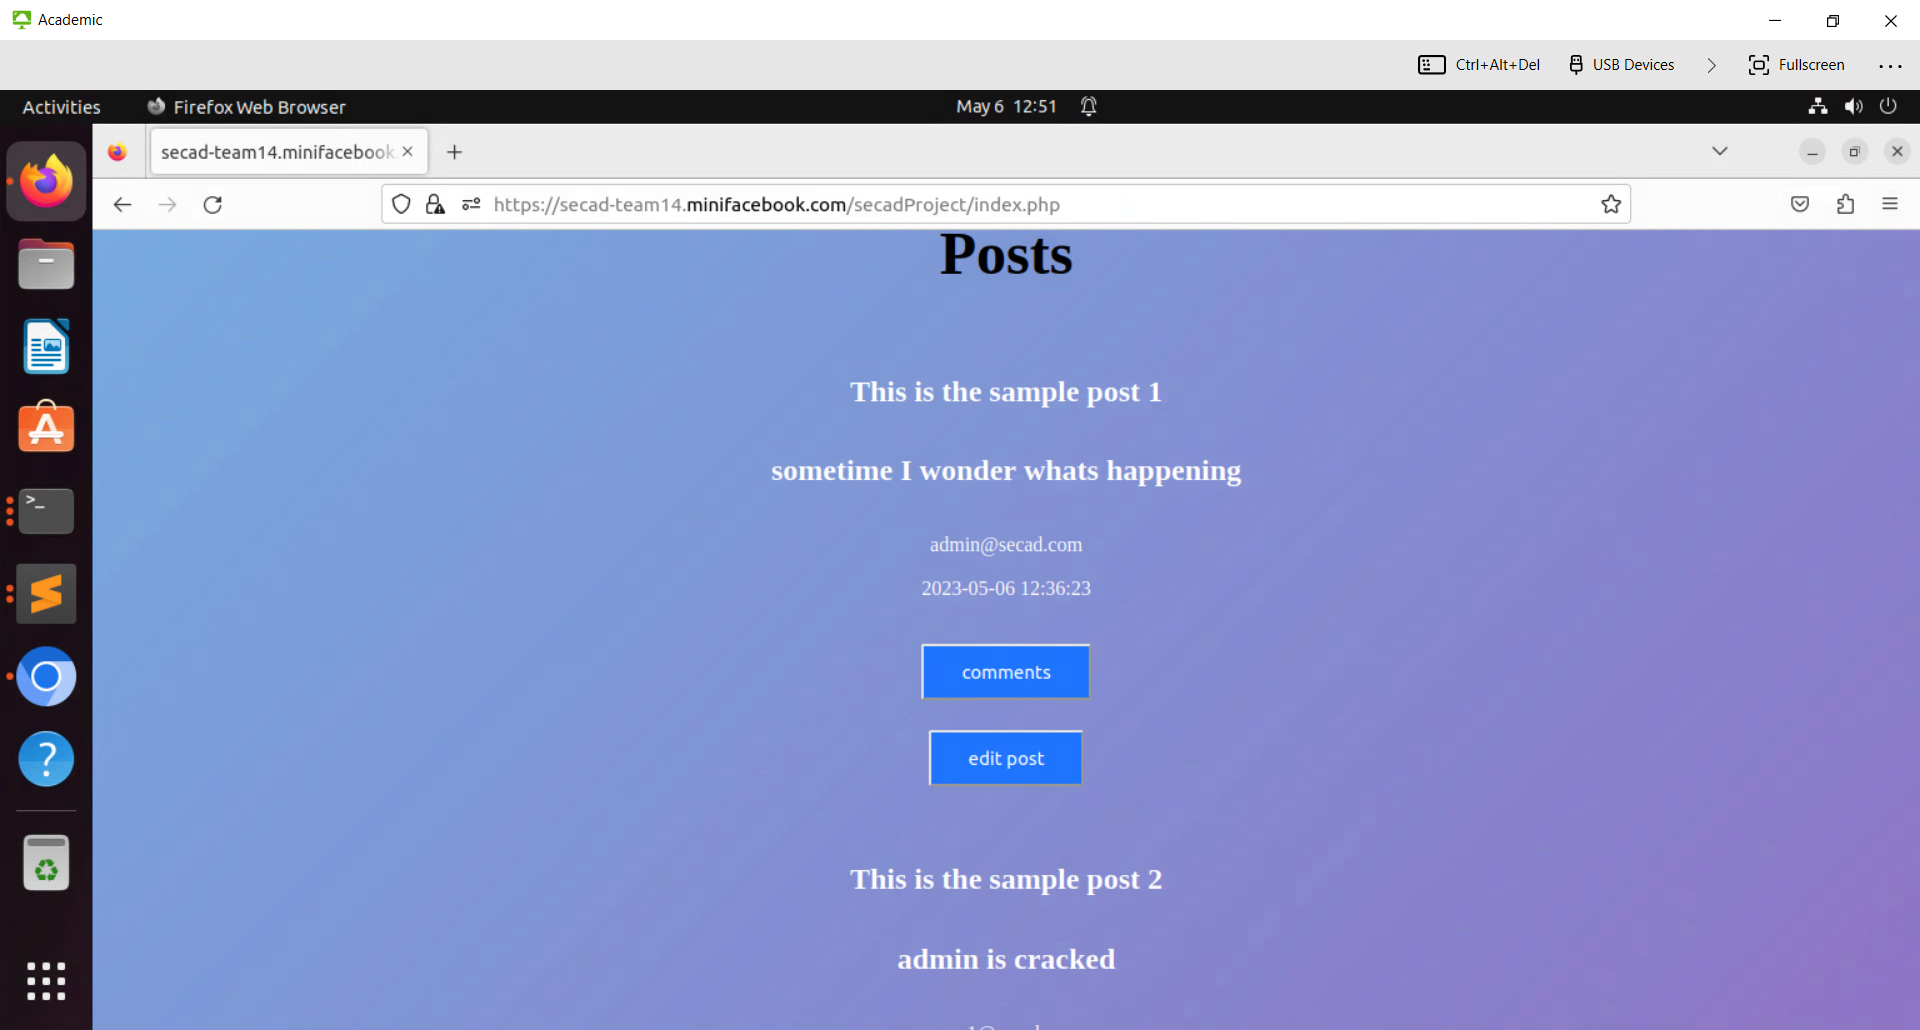 Academic
Ctrl+Alt+Del USB Devices Fullscreen
Activities Firefox Web Browser May 6 12:51
secad-team14.minifacebook
https://secad-team14.minifacebook.com/secadProject/index.php
Posts
This is the sample post 1
sometime I wonder whats happening
admin@secad.com
2023-05-06 12:36:23
comments
edit post
This is the sample post 2
admin is cracked